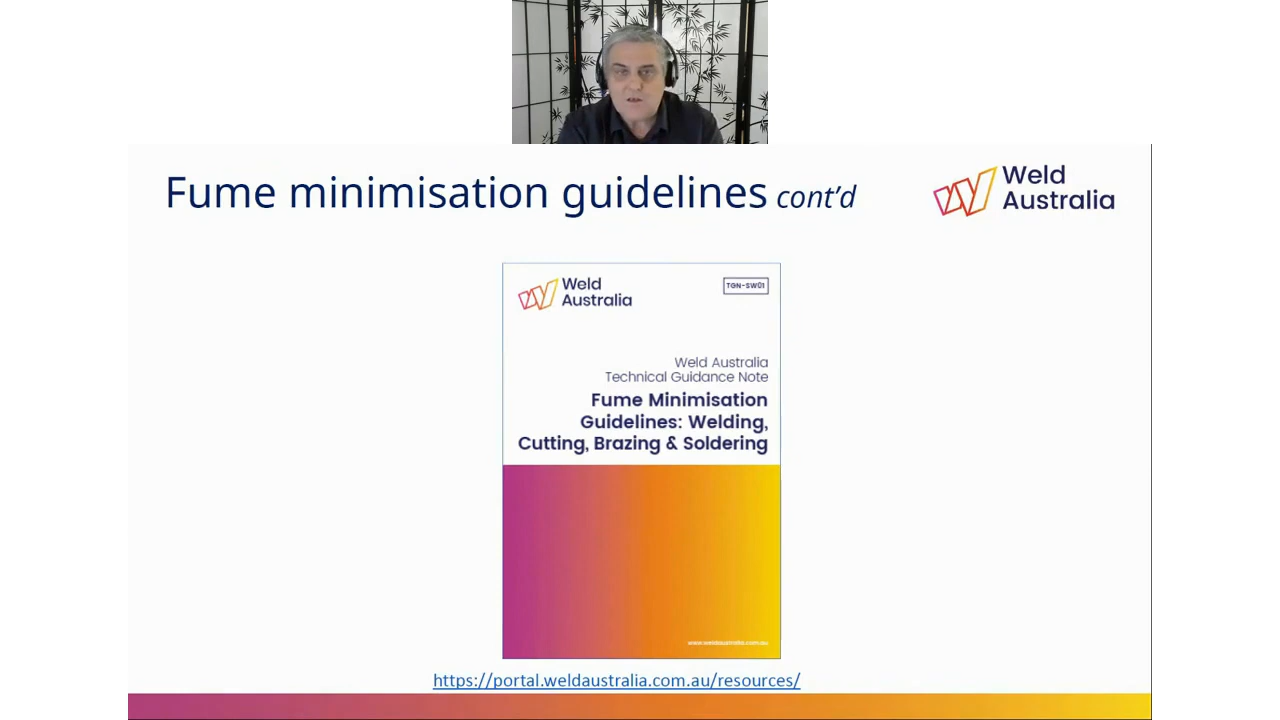 Fume minimisation guidelines cont’d
Weld
Australia
Weld
Australia
TGN-SW01
Weld Australia
Technical Guidance Note
Fume Minimisation
Guidelines: Welding,
Cutting, Brazing & Soldering
www.weldaustralia.com.au
https://portal.weldaustralia.com.au/resources/